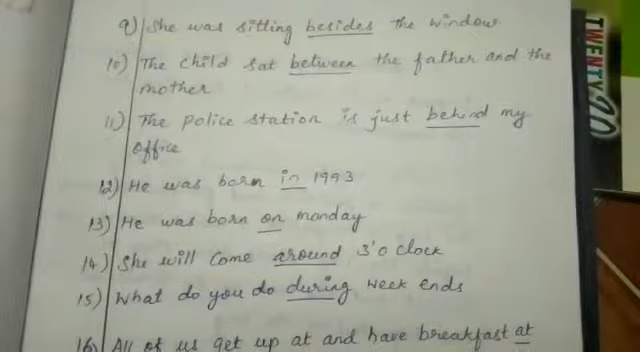 9) She was sitting besides the window
10) The child sat between the father and the
mother
11) The police station is just behind my
office
12) He was born in 1993
13) He was born on monday
14) She will come around 3'o clock
15) What do you do during week ends
16) All of us get up at and have breakfast at
TWENTY20